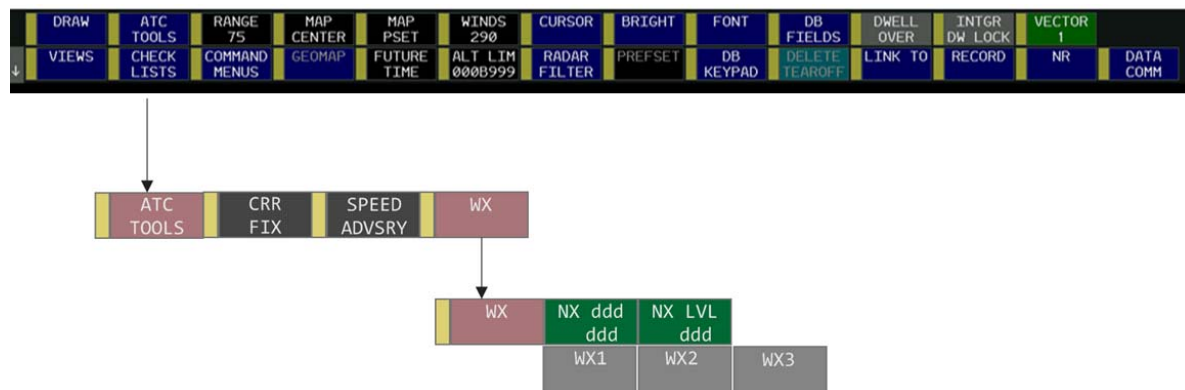 DRAW ATC TOOLS RANGE 75 MAP CENTER MAP PSET WINDS 290 CURSOR BRIGHT FONT DB FIELDS DWELL OVER INTGR DW LOCK VECTOR 1
↓ VIEWS CHECK LISTS COMMAND MENUS GEOMAP FUTURE TIME ALT LIM 000B999 RADAR FILTER PREFSET DB KEYPAD DELETE TEAROFF LINK TO RECORD NR DATA COMM
ATC TOOLS CRR FIX SPEED ADVSRY WX
WX NX ddd ddd NX LVL ddd
WX1 WX2 WX3